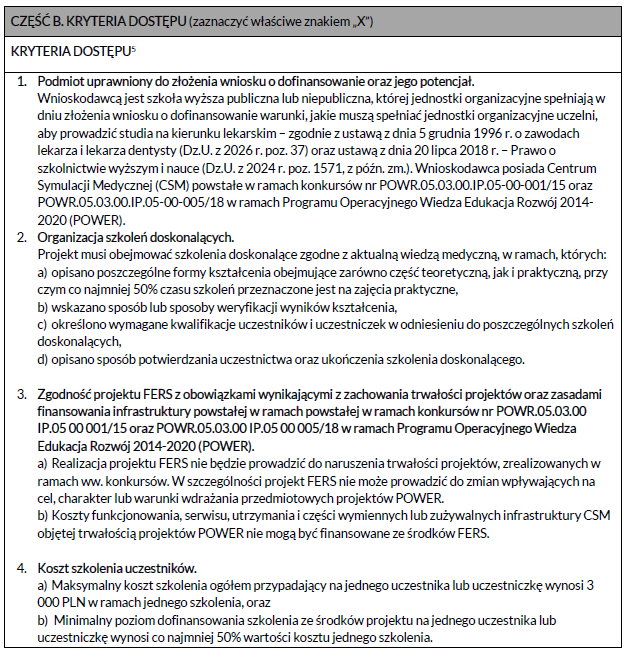 CZĘŚĆ B. KRYTERIA DOSTĘPU (zaznaczyć właściwe znakiem „X”)
KRYTERIA DOSTĘPU⁵
1. Podmiot uprawniony do złożenia wniosku o dofinansowanie oraz jego potencjał.
Wnioskodawcą jest szkoła wyższa publiczna lub niepubliczna, której jednostki organizacyjne spełniają w
dniu złożenia wniosku o dofinansowanie warunki, jakie muszą spełniać jednostki organizacyjne uczelni,
aby prowadzić studia na kierunku lekarskim – zgodnie z ustawą z dnia 5 grudnia 1996 r. o zawodach
lekarza i lekarza dentysty (Dz.U. z 2026 r. poz. 37) oraz ustawą z dnia 20 lipca 2018 r. – Prawo o
szkolnictwie wyższym i nauce (Dz.U. z 2024 r. poz. 1571, z późn. zm.). Wnioskodawca posiada Centrum
Symulacji Medycznej (CSM) powstałe w ramach konkursów nr POWR.05.03.00.IP.05-00-001/15 oraz
POWR.05.03.00.IP.05-00-005/18 w ramach Programu Operacyjnego Wiedza Edukacja Rozwój 2014-
2020 (POWER).
2. Organizacja szkoleń doskonalących.
Projekt musi obejmować szkolenia doskonalące zgodne z aktualną wiedzą medyczną, w ramach, których:
a) opisano poszczególne formy kształcenia obejmujące zarówno część teoretyczną, jak i praktyczną, przy
czym co najmniej 50% czasu szkoleń przeznaczone jest na zajęcia praktyczne,
b) wskazano sposób lub sposoby weryfikacji wyników kształcenia,
c) określono wymagane kwalifikacje uczestników i uczestniczek w odniesieniu do poszczególnych szkoleń
doskonalących,
d) opisano sposób potwierdzania uczestnictwa oraz ukończenia szkolenia doskonalącego.
3. Zgodność projektu FERS z obowiązkami wynikającymi z zachowania trwałości projektów oraz zasadami
finansowania infrastruktury powstałej w ramach powstałej w ramach konkursów nr POWR.05.03.00
IP.05 00 001/15 oraz POWR.05.03.00 IP.05 00 005/18 w ramach Programu Operacyjnego Wiedza
Edukacja Rozwój 2014-2020 (POWER).
a) Realizacja projektu FERS nie będzie prowadzić do naruszenia trwałości projektów, zrealizowanych w
ramach ww. konkursów. W szczególności projekt FERS nie może prowadzić do zmian wpływających na
cel, charakter lub warunki wdrażania przedmiotowych projektów POWER.
b) Koszty funkcjonowania, serwisu, utrzymania i części wymiennych lub zużywalnych infrastruktury CSM
objętej trwałością projektów POWER nie mogą być finansowane ze środków FERS.
4. Koszt szkolenia uczestników.
a) Maksymalny koszt szkolenia ogółem przypadający na jednego uczestnika lub uczestniczkę wynosi 3
000 PLN w ramach jednego szkolenia, oraz
b) Minimalny poziom dofinansowania szkolenia ze środków projektu na jednego uczestnika lub
uczestniczkę wynosi co najmniej 50% wartości kosztu jednego szkolenia.